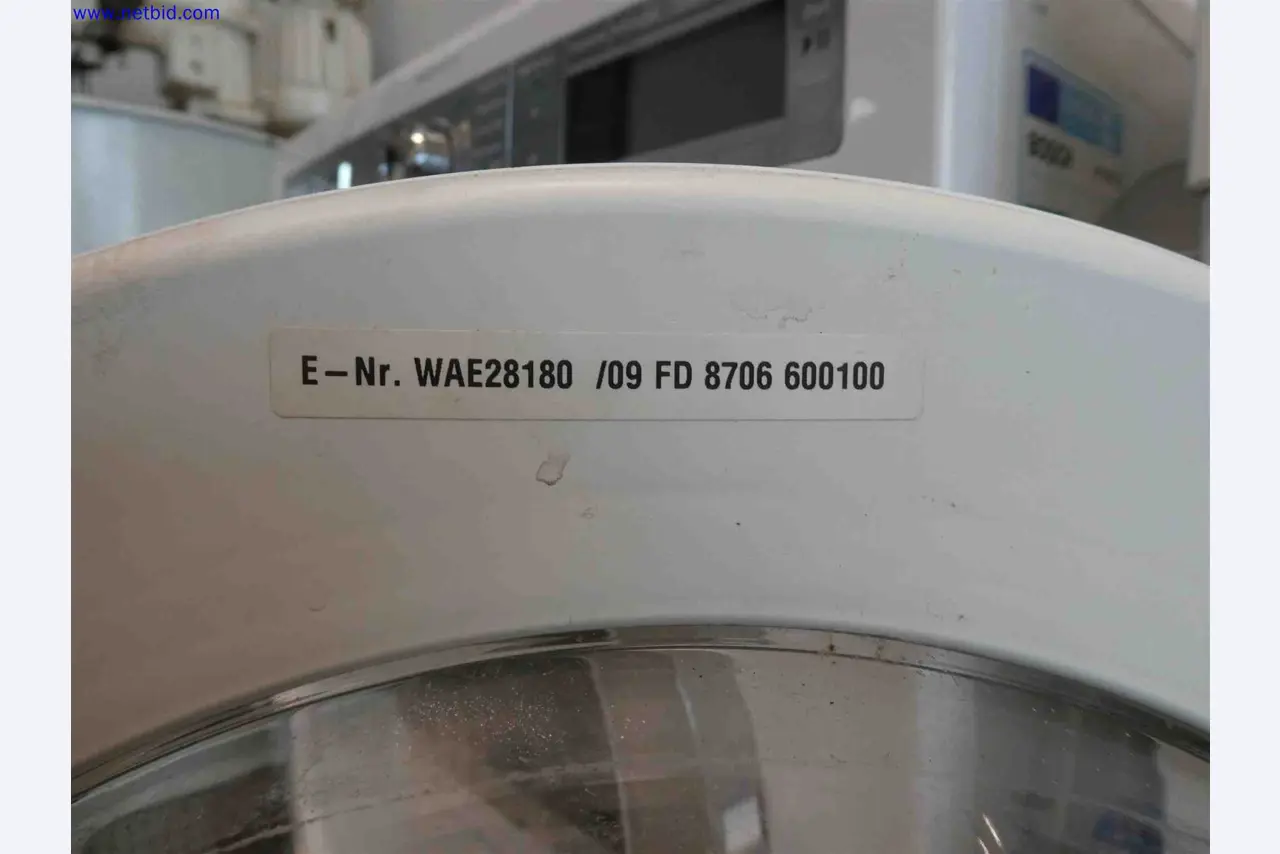 www.netbid.com
BOSCH
E-Nr. WAE28180 /09 FD 8706 600100